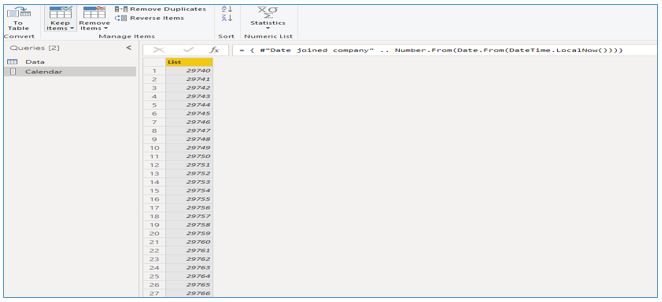 To
Table
Keep
Items
Remove
Items
Remove Duplicates
Reverse Items
Statistics
Convert
Manage Items
Sort
Numeric List
Queries [2]
<
fx
= { #"Date joined company" .. Number.From(Date.From(DateTime.LocalNow()))}
Data
Calendar
List
1 29740
2 29741
3 29742
4 29743
5 29744
6 29745
7 29746
8 29747
9 29748
10 29749
11 29750
12 29751
13 29752
14 29753
15 29754
16 29755
17 29756
18 29757
19 29758
20 29759
21 29760
22 29761
23 29762
24 29763
25 29764
26 29765
27 29766